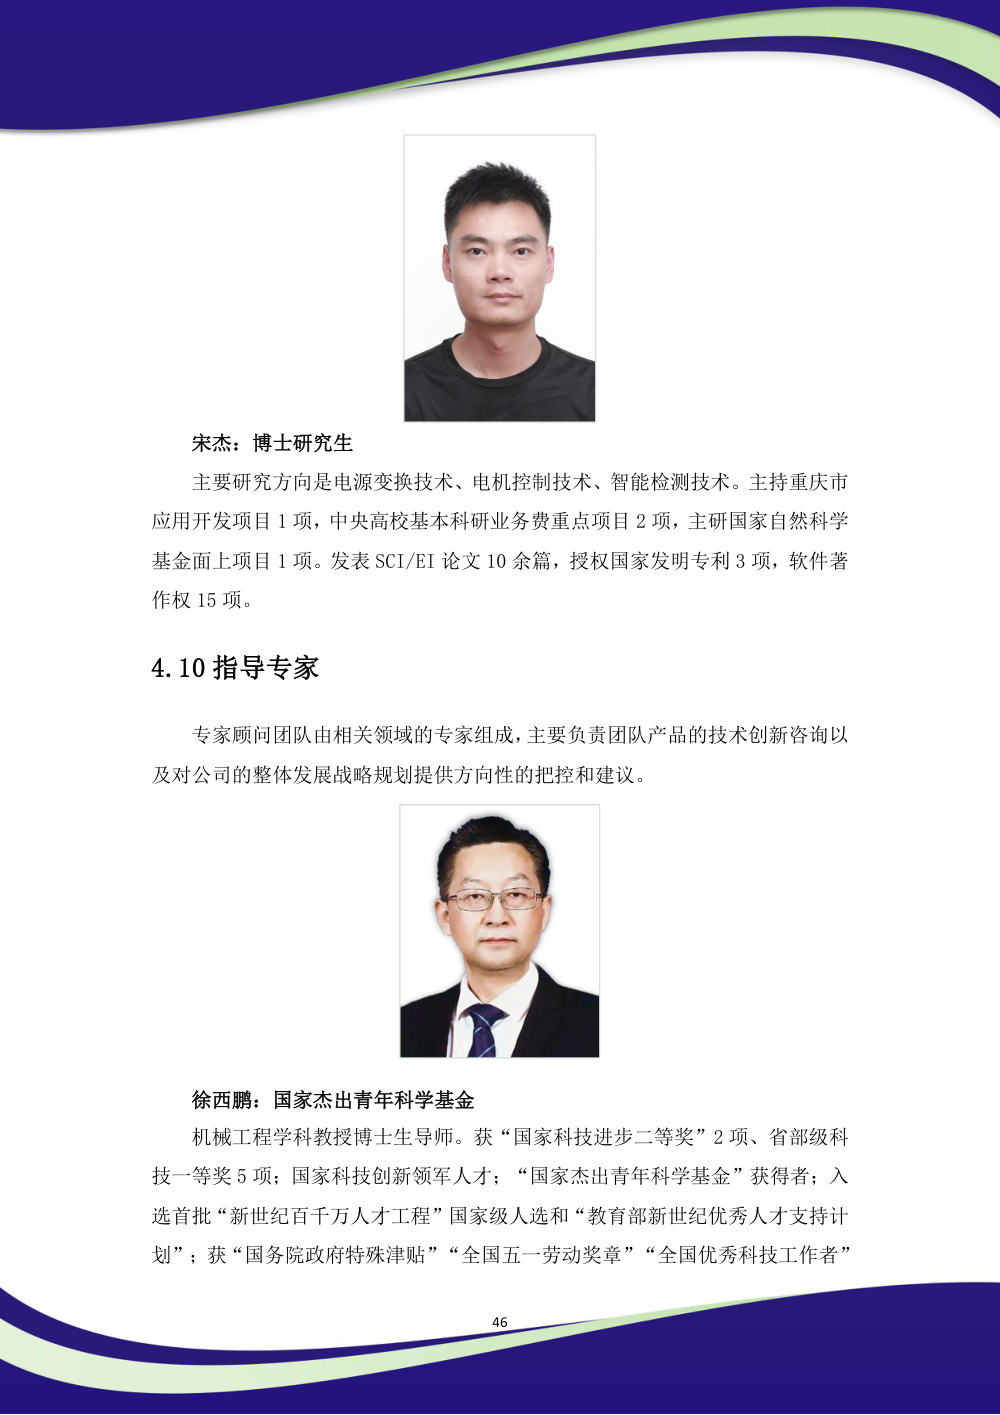 宋杰：博士研究生
主要研究方向是电源变换技术、电机控制技术、智能检测技术。主持重庆市
应用开发项目 1 项，中央高校基本科研业务费重点项目 2 项，主研国家自然科学
基金面上项目 1 项。发表 SCI/EI 论文 10 余篇，授权国家发明专利 3 项，软件著
作权 15 项。
4.10 指导专家
专家顾问团队由相关领域的专家组成，主要负责团队产品的技术创新咨询以
及对公司的整体发展战略规划提供方向性的把控和建议。
徐西鹏：国家杰出青年科学基金
机械工程学科教授博士生导师。获“国家科技进步二等奖”2 项、省部级科
技一等奖 5 项；国家科技创新领军人才；“国家杰出青年科学基金”获得者；入
选首批“新世纪百千万人才工程”国家级人选和“教育部新世纪优秀人才支持计
划”；获“国务院政府特殊津贴”“全国五一劳动奖章”“全国优秀科技工作者”
46